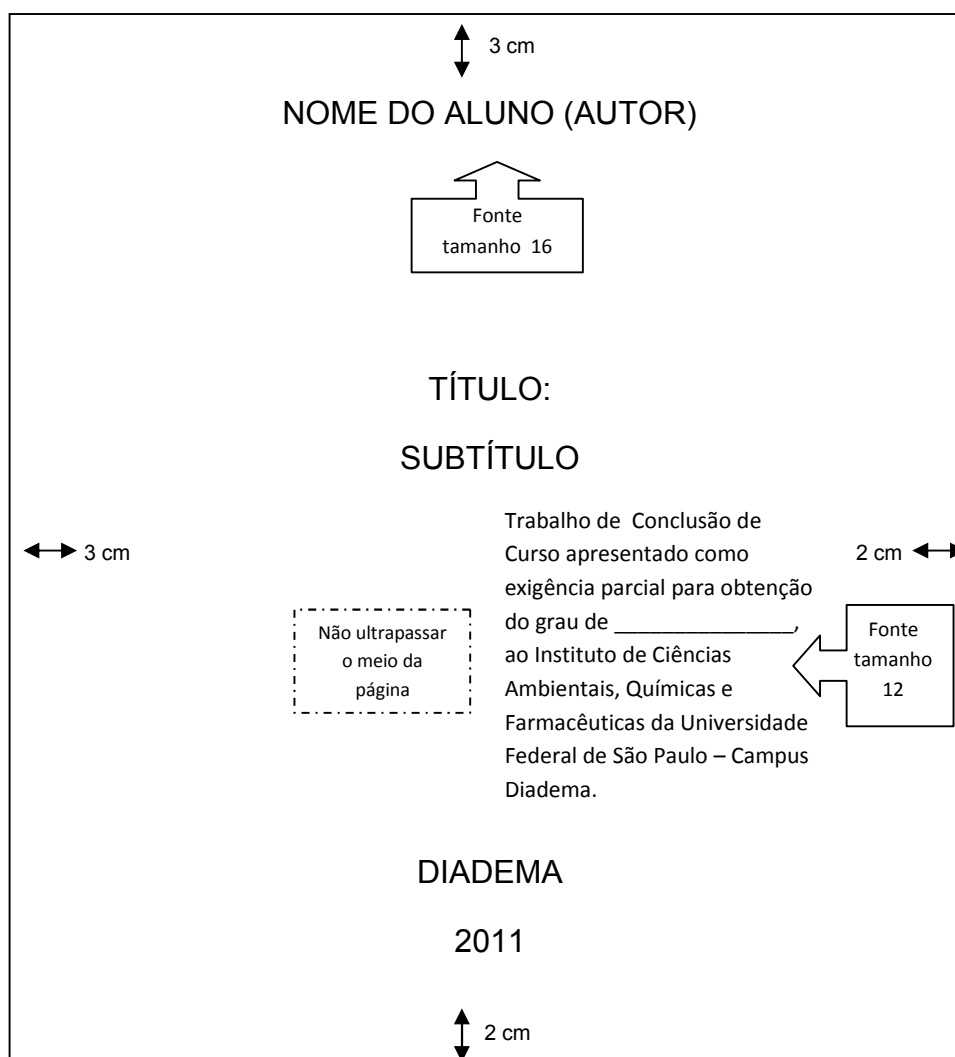 3 cm
NOME DO ALUNO (AUTOR)
Fonte
tamanho 16
TÍTULO:
SUBTÍTULO
3 cm
Não ultrapassar
o meio da
página
Trabalho de Conclusão de
Curso apresentado como
exigência parcial para obtenção
do grau de ________________,
ao Instituto de Ciências
Ambientais, Químicas e
Farmacêuticas da Universidade
Federal de São Paulo – Campus
Diadema.
2 cm
Fonte
tamanho
12
DIADEMA
2011
2 cm